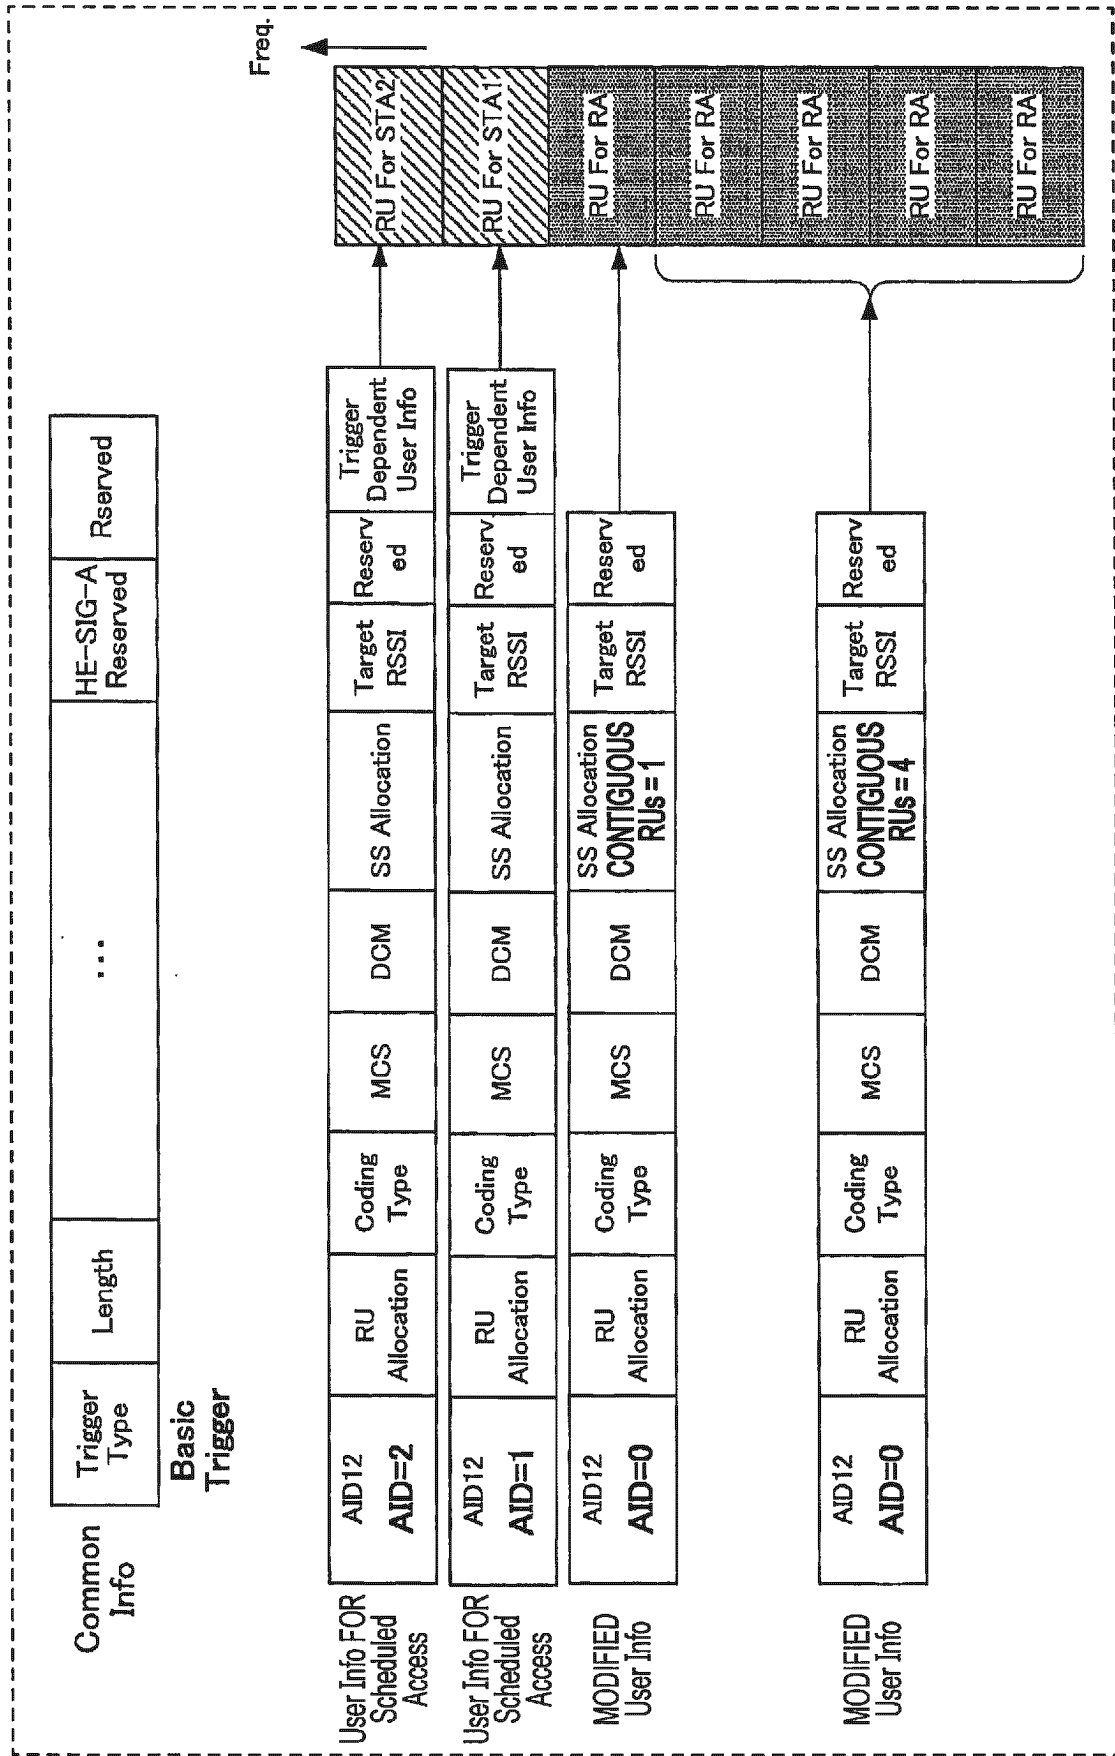 Common
Info
Trigger
Type
Length
...
HE-SIG-A
Reserved
Rserved
Basic
Trigger
Freq.
User Info FOR
Scheduled
Access
AID12
AID=2
RU
Allocation
Coding
Type
MCS
DCM
SS Allocation
Target
RSSI
Reserv
ed
Trigger
Dependent
User Info
RU For STA2
User Info FOR
Scheduled
Access
AID12
AID=1
RU
Allocation
Coding
Type
MCS
DCM
SS Allocation
Target
RSSI
Reserv
ed
Trigger
Dependent
User Info
RU For STA1
MODIFIED
User Info
AID12
AID=0
RU
Allocation
Coding
Type
MCS
DCM
SS Allocation
CONTIGUOUS
RUs = 1
Target
RSSI
Reserv
ed
RU For RA
MODIFIED
User Info
AID12
AID=0
RU
Allocation
Coding
Type
MCS
DCM
SS Allocation
CONTIGUOUS
RUs = 4
Target
RSSI
Reserv
ed
RU For RA
RU For RA
RU For RA
RU For RA